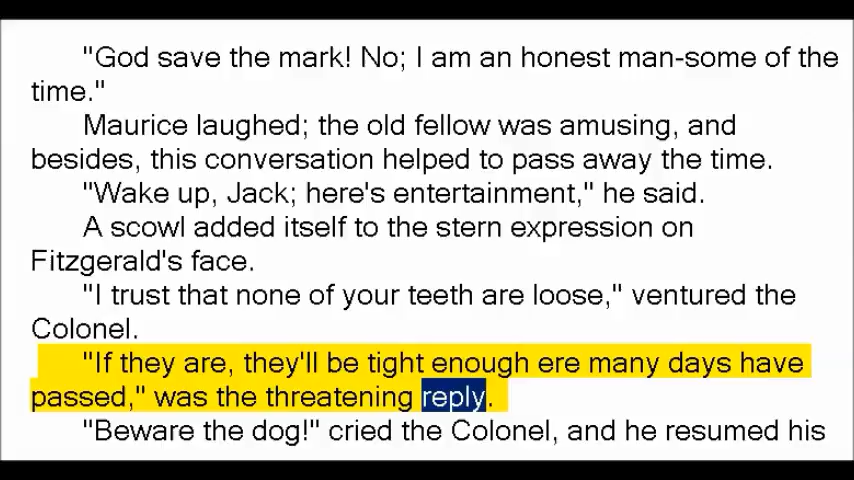 "God save the mark! No; I am an honest man-some of the
time."
Maurice laughed; the old fellow was amusing, and
besides, this conversation helped to pass away the time.
"Wake up, Jack; here's entertainment," he said.
A scowl added itself to the stern expression on
Fitzgerald's face.
"I trust that none of your teeth are loose," ventured the
Colonel.
"If they are, they'll be tight enough ere many days have
passed," was the threatening reply.
"Beware the dog!" cried the Colonel, and he resumed his